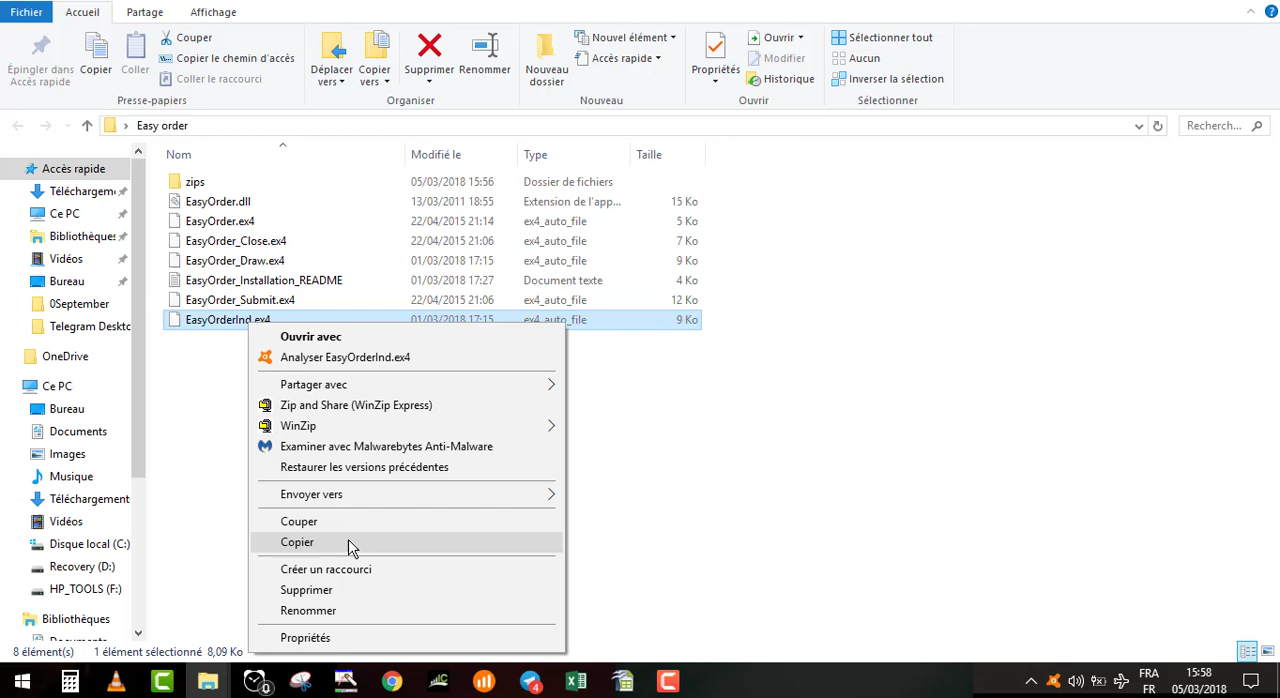 Fichier Accueil Partage Affichage
Épingler dans Accès rapide
Copier
Coller
Couper
Copier le chemin d'accès
Coller le raccourci
Presse-papiers
Déplacer vers
Copier vers
Supprimer
Renommer
Organiser
Nouveau dossier
Nouvel élément
Accès rapide
Nouveau
Propriétés
Ouvrir
Modifier
Historique
Ouvrir
Sélectionner tout
Aucun
Inverser la sélection
Sélectionner
Easy order
Recherch...
Accès rapide
Téléchargem
Ce PC
Bibliothèques
Vidéos
Bureau
0September
Telegram Deskto
OneDrive
Ce PC
Bureau
Documents
Images
Musique
Téléchargement
Vidéos
Disque local (C:)
Recovery (D:)
HP_TOOLS (F:)
Bibliothèques
Documents
Nom Modifié le Type Taille
zips 05/03/2018 15:56 Dossier de fichiers
EasyOrder.dll 13/03/2011 18:55 Extension de l'app... 15 Ko
EasyOrder.ex4 22/04/2015 21:14 ex4_auto_file 5 Ko
EasyOrder_Close.ex4 22/04/2015 21:06 ex4_auto_file 7 Ko
EasyOrder_Draw.ex4 01/03/2018 17:15 ex4_auto_file 9 Ko
EasyOrder_Installation_README 01/03/2018 17:27 Document texte 4 Ko
EasyOrder_Submit.ex4 22/04/2015 21:06 ex4_auto_file 12 Ko
EasyOrderInd.ex4 01/03/2018 17:15 ex4_auto_file 9 Ko
Ouvrir avec
Analyser EasyOrderInd.ex4
Partager avec
Zip and Share (WinZip Express)
WinZip
Examiner avec Malwarebytes Anti-Malware
Restaurer les versions précédentes
Envoyer vers
Couper
Copier
Créer un raccourci
Supprimer
Renommer
Propriétés
8 élément(s) 1 élément sélectionné 8,09 Ko
FRA
FR
15:58
05/03/2018